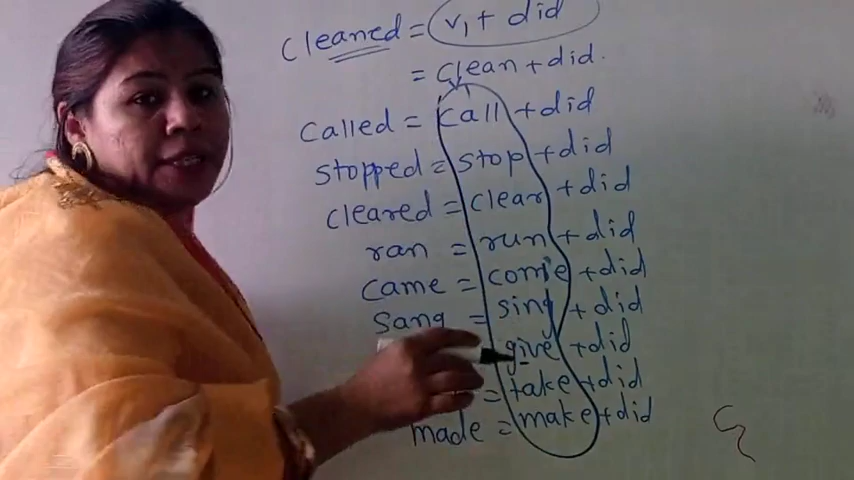 cleaned = v1 + did
= clean + did.
called = call + did
stopped = stop + did
cleared = clear + did
ran = run + did
came = come + did
sang = sing + did
give + did
= take + did
made = make + did